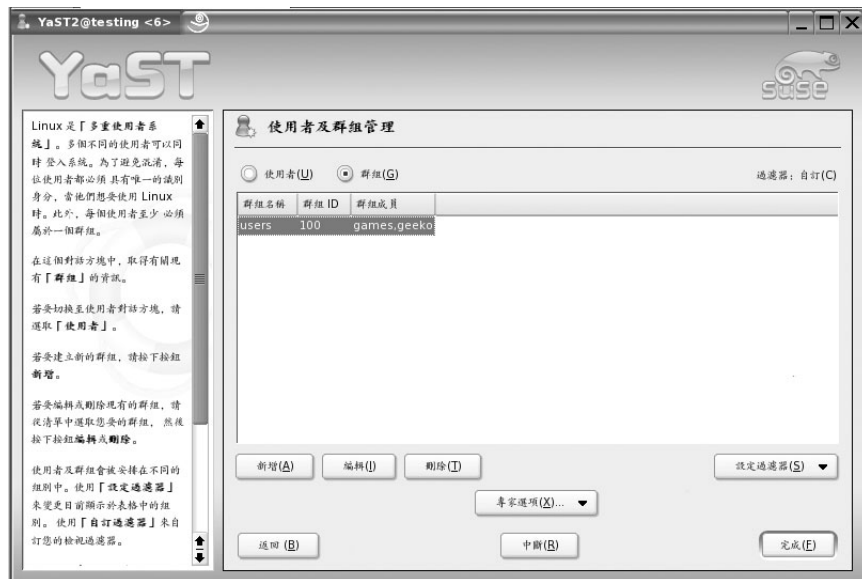 YaST2@testing <6>
YaST
suse
Linux 是「多重使用者系
統」。多個不同的使用者可以同
時 登入系統。為了避免混淆，每
位使用者都必須 具有唯一的識別
身分，當他們想要使用 Linux
時。此外，每個使用者至少 必須
屬於一個群組。
在這個對話方塊中，取得有關現
有「群組」的資訊。
若要切換至使用者對話方塊，請
選取「使用者」。
若要建立新的群組，請按下按鈕
新增。
若要編輯或刪除現有的群組，請
從清單中選取您要的群組， 然後
按下按鈕編輯或刪除。
使用者及群組會被安排在不同的
組別中。使用「設定過濾器」
來變更目前顯示於表格中的組
別。 使用「自訂過濾器」來自
訂您的檢視過濾器。
使用者及群組管理
使用者(U) 群組(G) 過濾器：自訂(C)
群組名稱 群組 ID 群組成員
users 100 games,geeko
新增(A) 編輯(I) 刪除(T) 設定過濾器(S)
專家選項(X)...
返回 (B) 中斷(R) 完成(F)